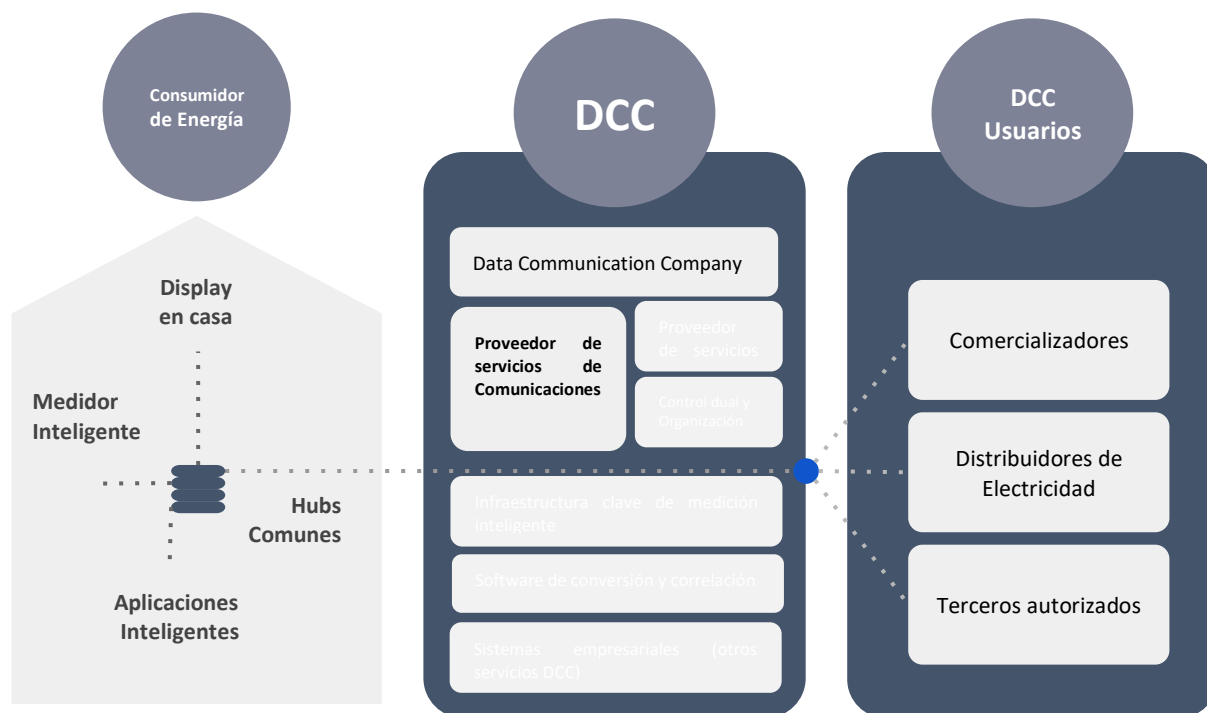 Consumidor
de Energía
Display
en casa
Medidor
Inteligente
Hubs
Comunes
Aplicaciones
Inteligentes
DCC
Data Communication Company
Proveedor de
servicios de
Comunicaciones
Proveedor
de servicios
Control dual y
Organización
Infraestructura clave de medición
inteligente
Software de conversión y correlación
Sistemas empresariales (otros
servicios DCC)
DCC
Usuarios
Comercializadores
Distribuidores de
Electricidad
Terceros autorizados